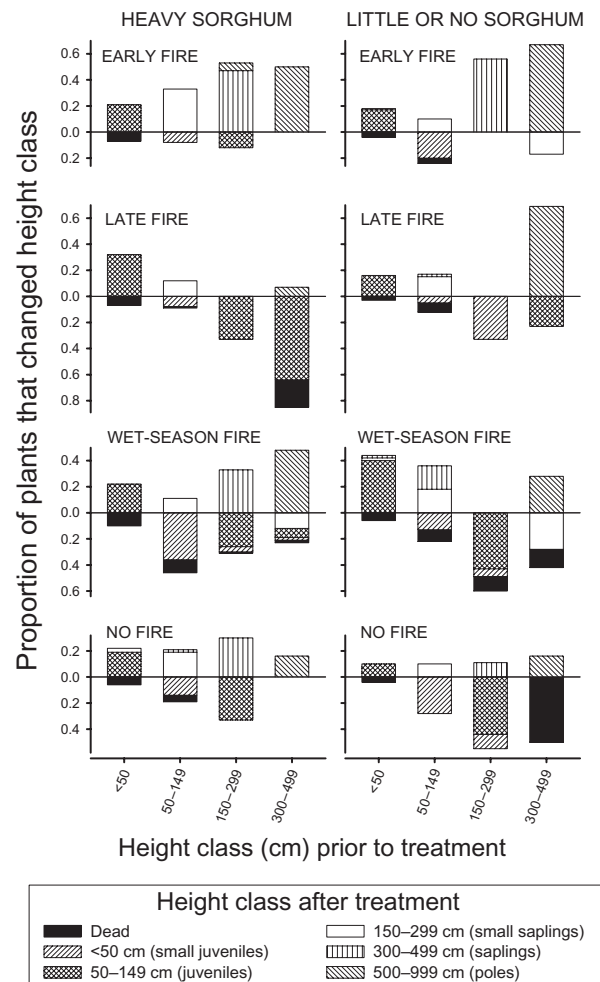 HEAVY SORGHUM
LITTLE OR NO SORGHUM
Proportion of plants that changed height class
EARLY FIRE
0.6
0.4
0.2
0.0
0.2
EARLY FIRE
LATE FIRE
0.6
0.4
0.2
0.0
0.2
0.4
0.6
0.8
LATE FIRE
WET-SEASON FIRE
0.4
0.2
0.0
0.2
0.4
0.6
WET-SEASON FIRE
NO FIRE
0.2
0.0
0.2
0.4
NO FIRE
<50
50–149
150–299
300–499
<50
50–149
150–299
300–499
Height class (cm) prior to treatment
Height class after treatment
Dead
<50 cm (small juveniles)
50–149 cm (juveniles)
150–299 cm (small saplings)
300–499 cm (saplings)
500–999 cm (poles)